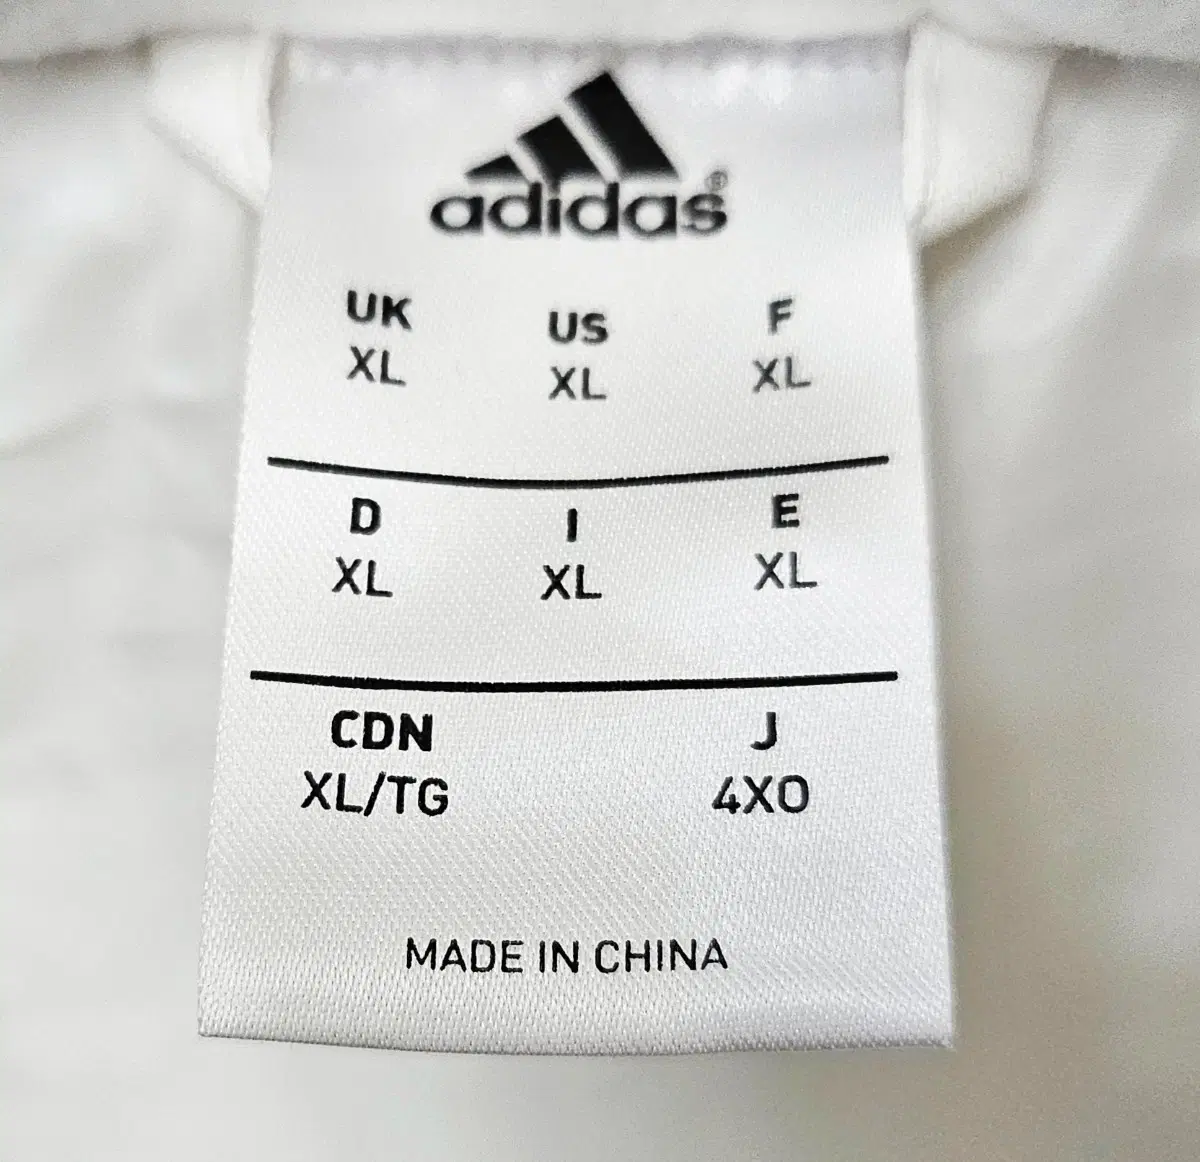 adidas®
UK US F
XL XL XL
D I E
XL XL XL
CDN J
XL/TG 4XO
MADE IN CHINA